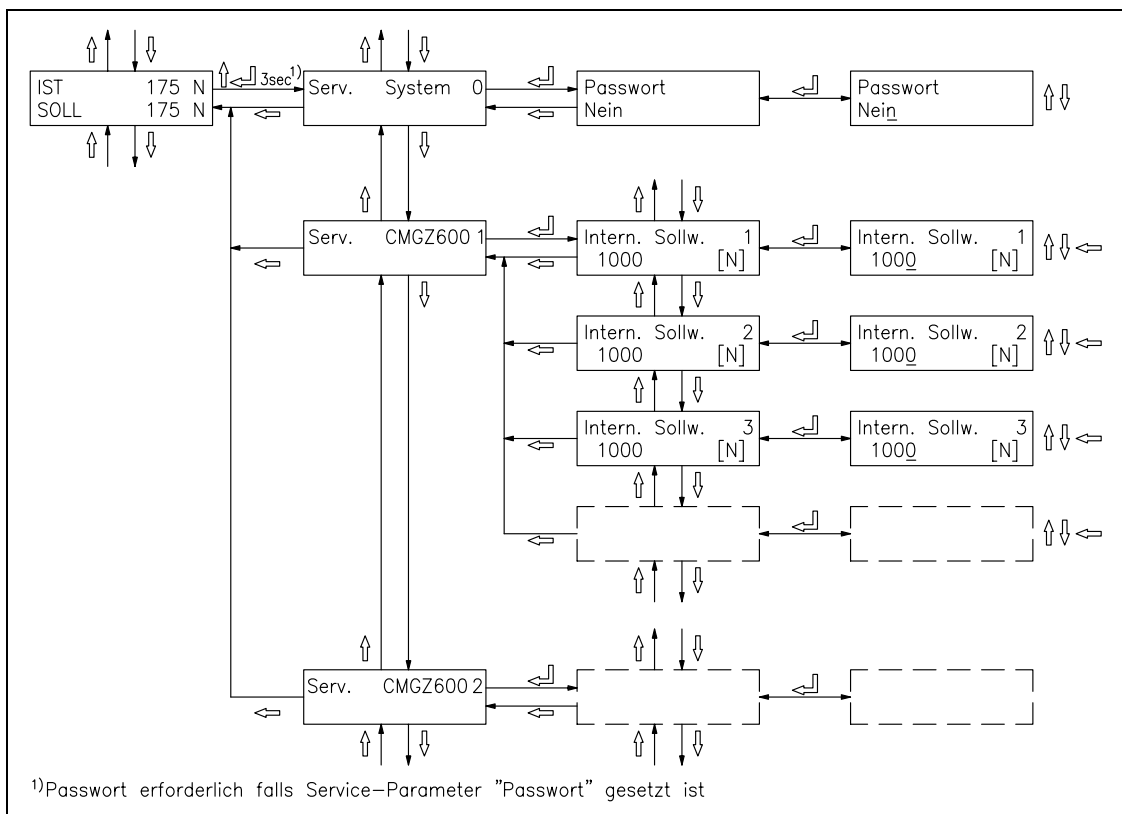 IST 175 N
SOLL 175 N
3sec1)
Serv. System 0
Passwort
Nein
Passwort
Nein
Serv. CMGZ600 1
Intern. Sollw. 1
1000 [N]
Intern. Sollw. 1
1000 [N]
Intern. Sollw. 2
1000 [N]
Intern. Sollw. 2
1000 [N]
Intern. Sollw. 3
1000 [N]
Intern. Sollw. 3
1000 [N]
Serv. CMGZ600 2
1)Passwort erforderlich falls Service-Parameter "Passwort" gesetzt ist